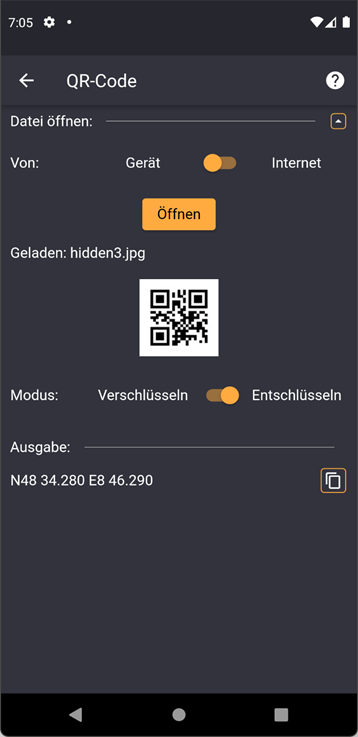 7:05
QR-Code
Datei öffnen:
Von: Gerät Internet
Öffnen
Geladen: hidden3.jpg
Modus: Verschlüsseln Entschlüsseln
Ausgabe:
N48 34.280 E8 46.290